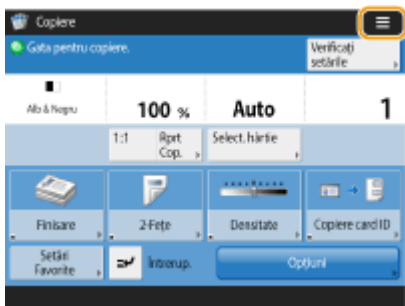 Copiere
Gata pentru copiere.
Verificați
setările
Alb & Negru
100 %
Auto
1
1:1
Rprt
Cop.
Select. hârtie
Finisare
2-Fețe
Densitate
Copiere card ID
Setări
Favorite
Întrerup.
Opțiuni